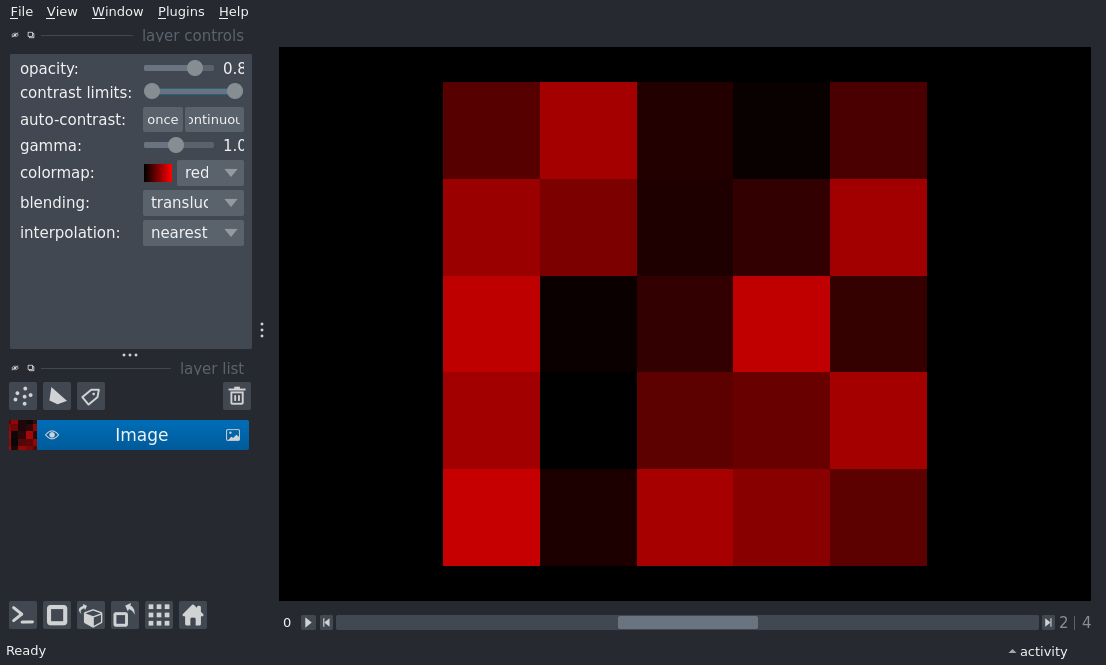 File View Window Plugins Help
layer controls
opacity: 0.8
contrast limits:
auto-contrast: once ontinuou
gamma: 1.0
colormap: red
blending: transluc
interpolation: nearest
layer list
Image
0 2 | 4
Ready activity